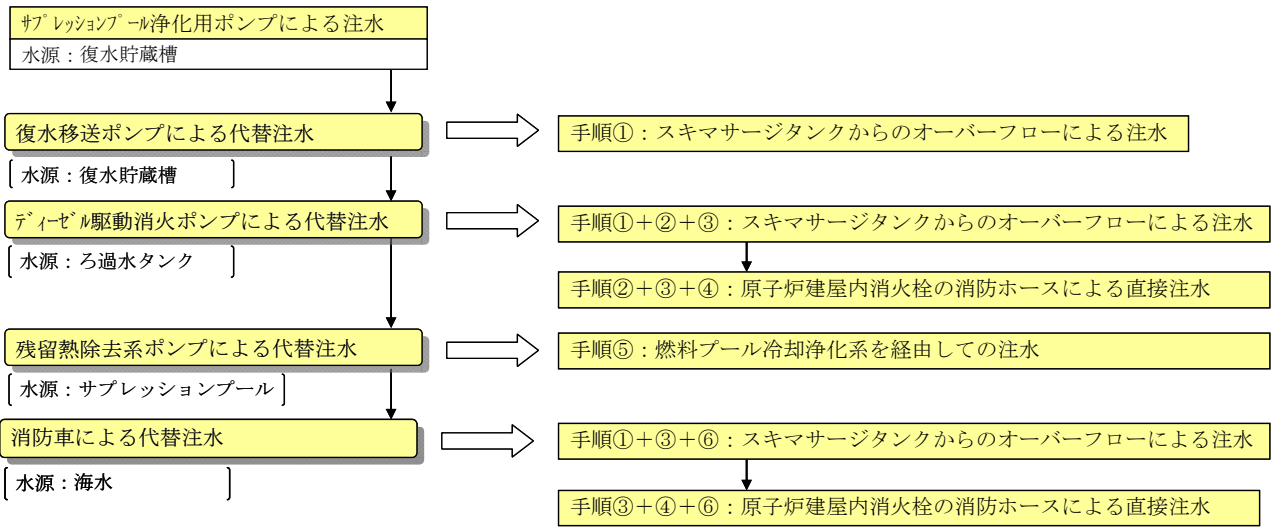 ｻﾌﾟﾚｯｼｮﾝﾌﾟｰﾙ浄化用ポンプによる注水
水源：復水貯蔵槽
復水移送ポンプによる代替注水
手順①：スキマサージタンクからのオーバーフローによる注水
水源：復水貯蔵槽
ﾃﾞｨｰｾﾞﾙ駆動消火ポンプによる代替注水
手順①＋②＋③：スキマサージタンクからのオーバーフローによる注水
水源：ろ過水タンク
手順②＋③＋④：原子炉建屋内消火栓の消防ホースによる直接注水
残留熱除去系ポンプによる代替注水
手順⑤：燃料プール冷却浄化系を経由しての注水
水源：サプレッションプール
消防車による代替注水
手順①＋③＋⑥：スキマサージタンクからのオーバーフローによる注水
水源：海水
手順③＋④＋⑥：原子炉建屋内消火栓の消防ホースによる直接注水